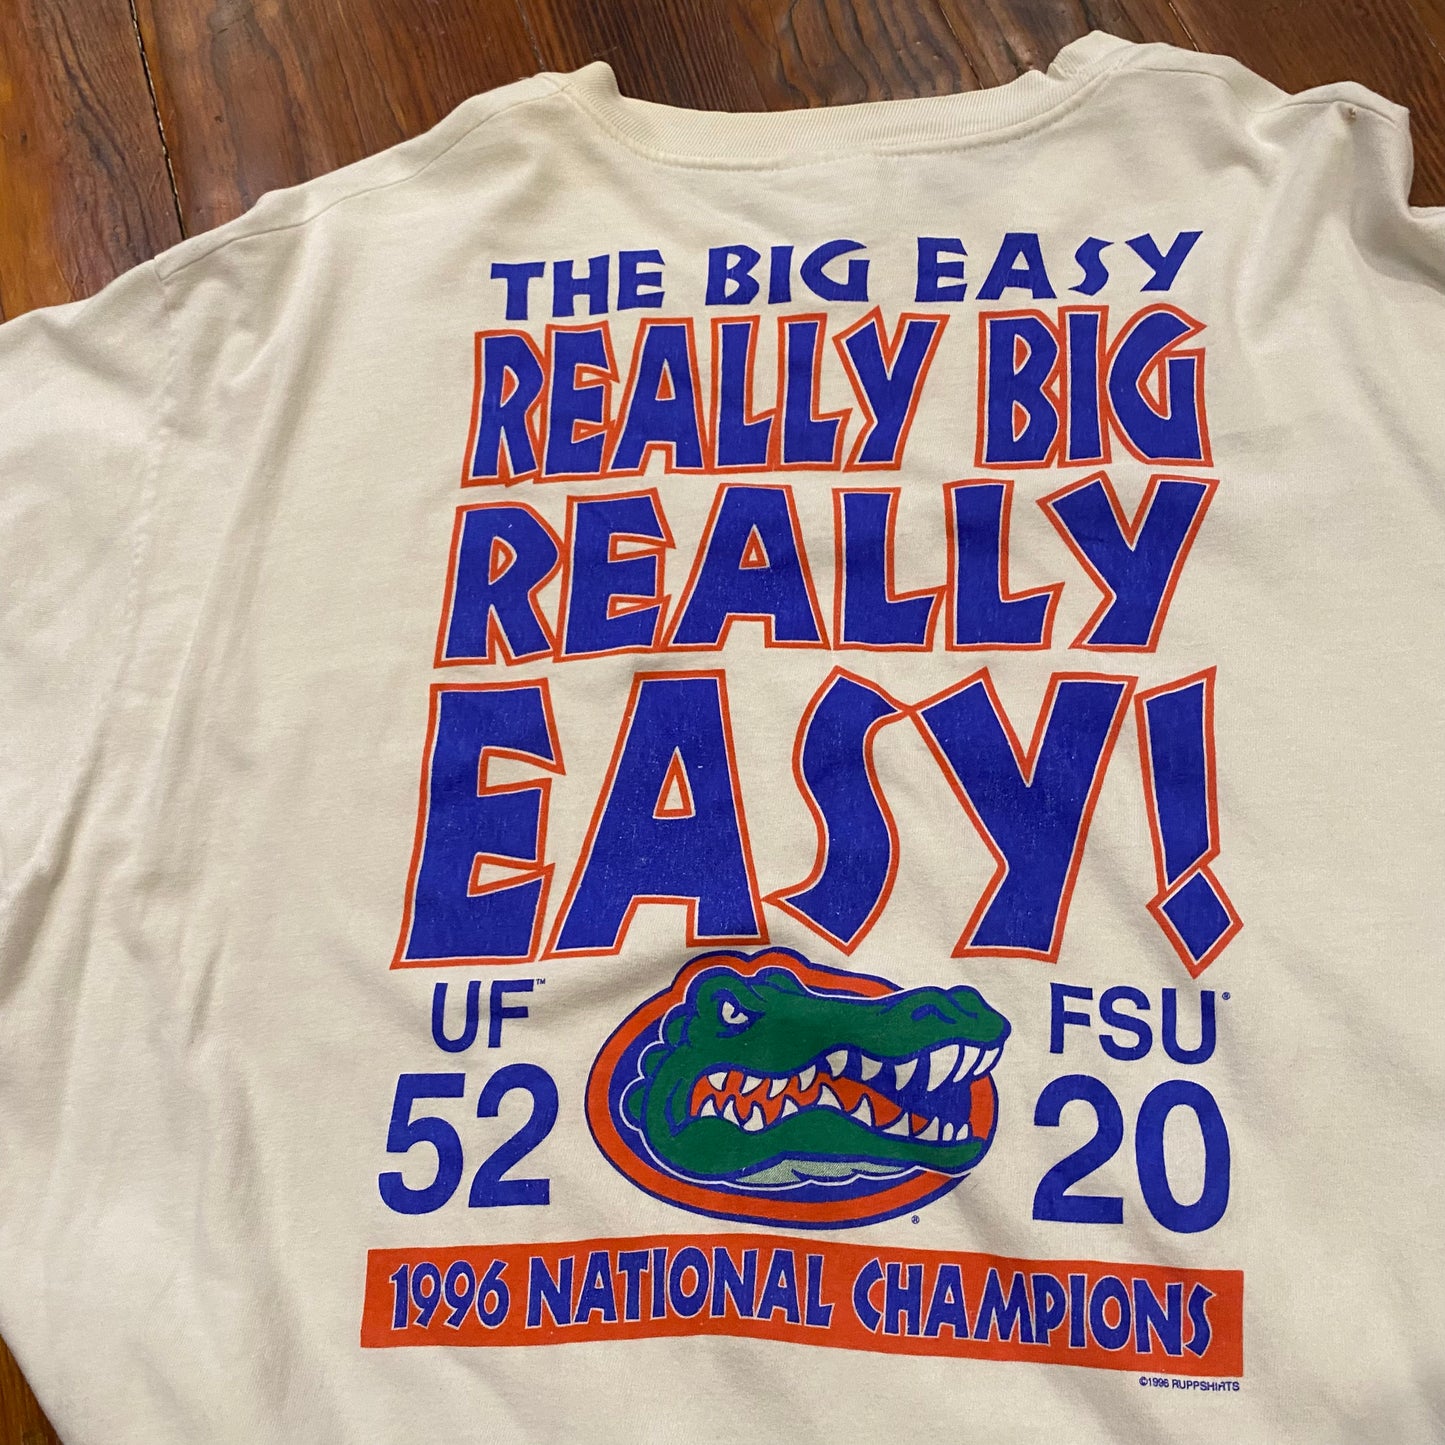 THE BIG EASY
REALLY BIG
REALLY
EASY!
UF™ FSU®
52 20
®
1996 NATIONAL CHAMPIONS
©1996 RUPPSHIRTS